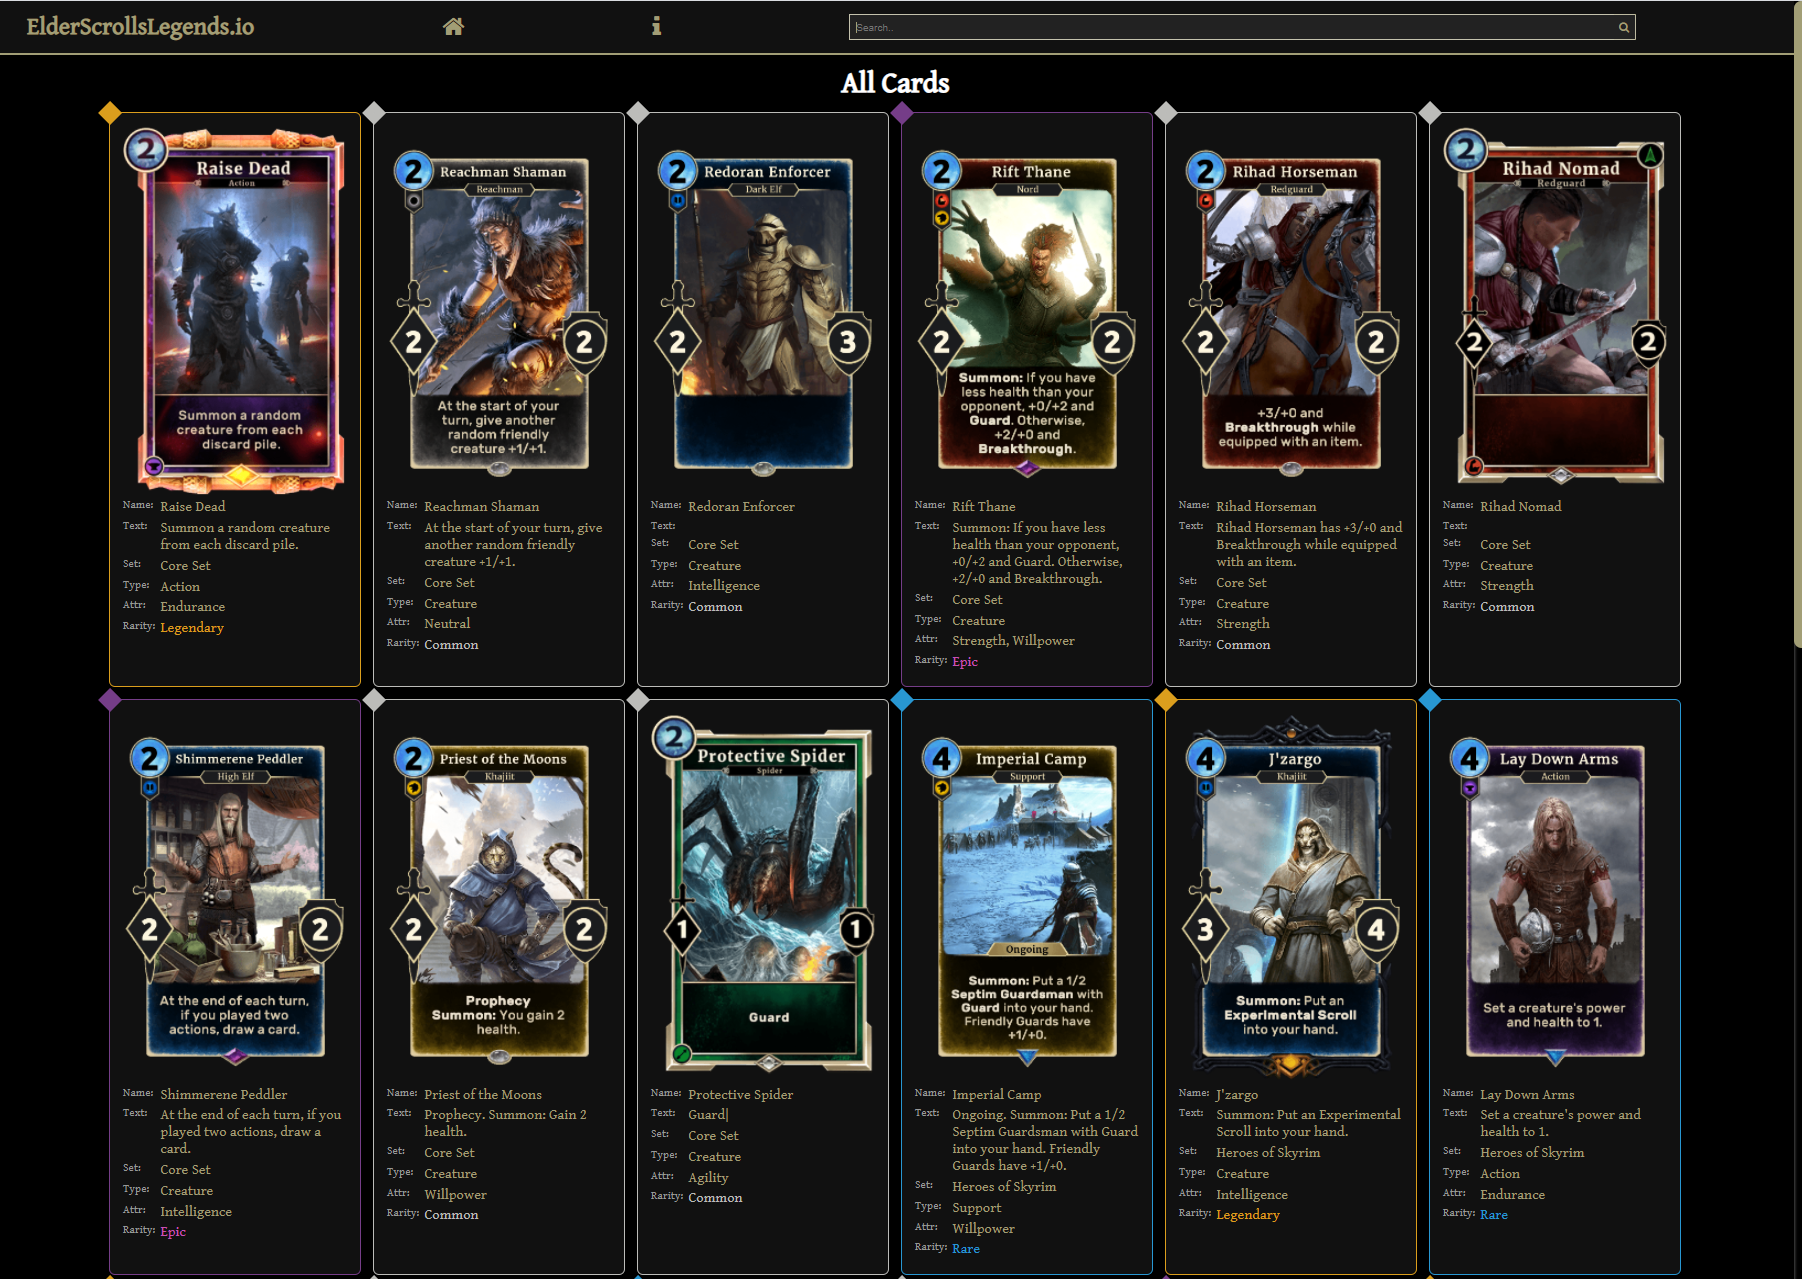 ElderScrollsLegends.io
Search..
All Cards
2
Raise Dead
Action
Summon a random
creature from each
discard pile.
Name: Raise Dead
Text: Summon a random creature
from each discard pile.
Set: Core Set
Type: Action
Attr: Endurance
Rarity: Legendary
2
Reachman Shaman
Reachman
2
2
At the start of your
turn, give another
random friendly
creature +1/+1.
Name: Reachman Shaman
Text: At the start of your turn, give
another random friendly
creature +1/+1.
Set: Core Set
Type: Creature
Attr: Neutral
Rarity: Common
2
Redoran Enforcer
Dark Elf
2
3
Name: Redoran Enforcer
Text:
Set: Core Set
Type: Creature
Attr: Intelligence
Rarity: Common
2
Rift Thane
Nord
2
2
Summon: If you have
less health than your
opponent, +0/+2 and
Guard. Otherwise,
+2/+0 and
Breakthrough.
Name: Rift Thane
Text: Summon: If you have less
health than your opponent,
+0/+2 and Guard. Otherwise,
+2/+0 and Breakthrough.
Set: Core Set
Type: Creature
Attr: Strength, Willpower
Rarity: Epic
2
Rihad Horseman
Redguard
2
2
+3/+0 and
Breakthrough while
equipped with an item.
Name: Rihad Horseman
Text: Rihad Horseman has +3/+0 and
Breakthrough while equipped
with an item.
Set: Core Set
Type: Creature
Attr: Strength
Rarity: Common
2
Rihad Nomad
Redguard
2
2
Name: Rihad Nomad
Text:
Set: Core Set
Type: Creature
Attr: Strength
Rarity: Common
2
Shimmerene Peddler
High Elf
2
2
At the end of each turn,
if you played two
actions, draw a card.
Name: Shimmerene Peddler
Text: At the end of each turn, if you
played two actions, draw a
card.
Set: Core Set
Type: Creature
Attr: Intelligence
Rarity: Epic
2
Priest of the Moons
Khajiit
2
2
Prophecy
Summon: You gain 2
health.
Name: Priest of the Moons
Text: Prophecy. Summon: Gain 2
health.
Set: Core Set
Type: Creature
Attr: Willpower
Rarity: Common
2
Protective Spider
Spider
1
1
Guard
Name: Protective Spider
Text: Guard|
Set: Core Set
Type: Creature
Attr: Agility
Rarity: Common
4
Imperial Camp
Support
Ongoing
Summon: Put a 1/2
Septim Guardsman with
Guard into your hand.
Friendly Guards have
+1/+0.
Name: Imperial Camp
Text: Ongoing. Summon: Put a 1/2
Septim Guardsman with Guard
into your hand. Friendly
Guards have +1/+0.
Set: Heroes of Skyrim
Type: Support
Attr: Willpower
Rarity: Rare
4
J'zargo
Khajiit
3
4
Summon: Put an
Experimental Scroll
into your hand.
Name: J'zargo
Text: Summon: Put an Experimental
Scroll into your hand.
Set: Heroes of Skyrim
Type: Creature
Attr: Intelligence
Rarity: Legendary
4
Lay Down Arms
Action
Set a creature's power
and health to 1.
Name: Lay Down Arms
Text: Set a creature's power and
health to 1.
Set: Heroes of Skyrim
Type: Action
Attr: Endurance
Rarity: Rare